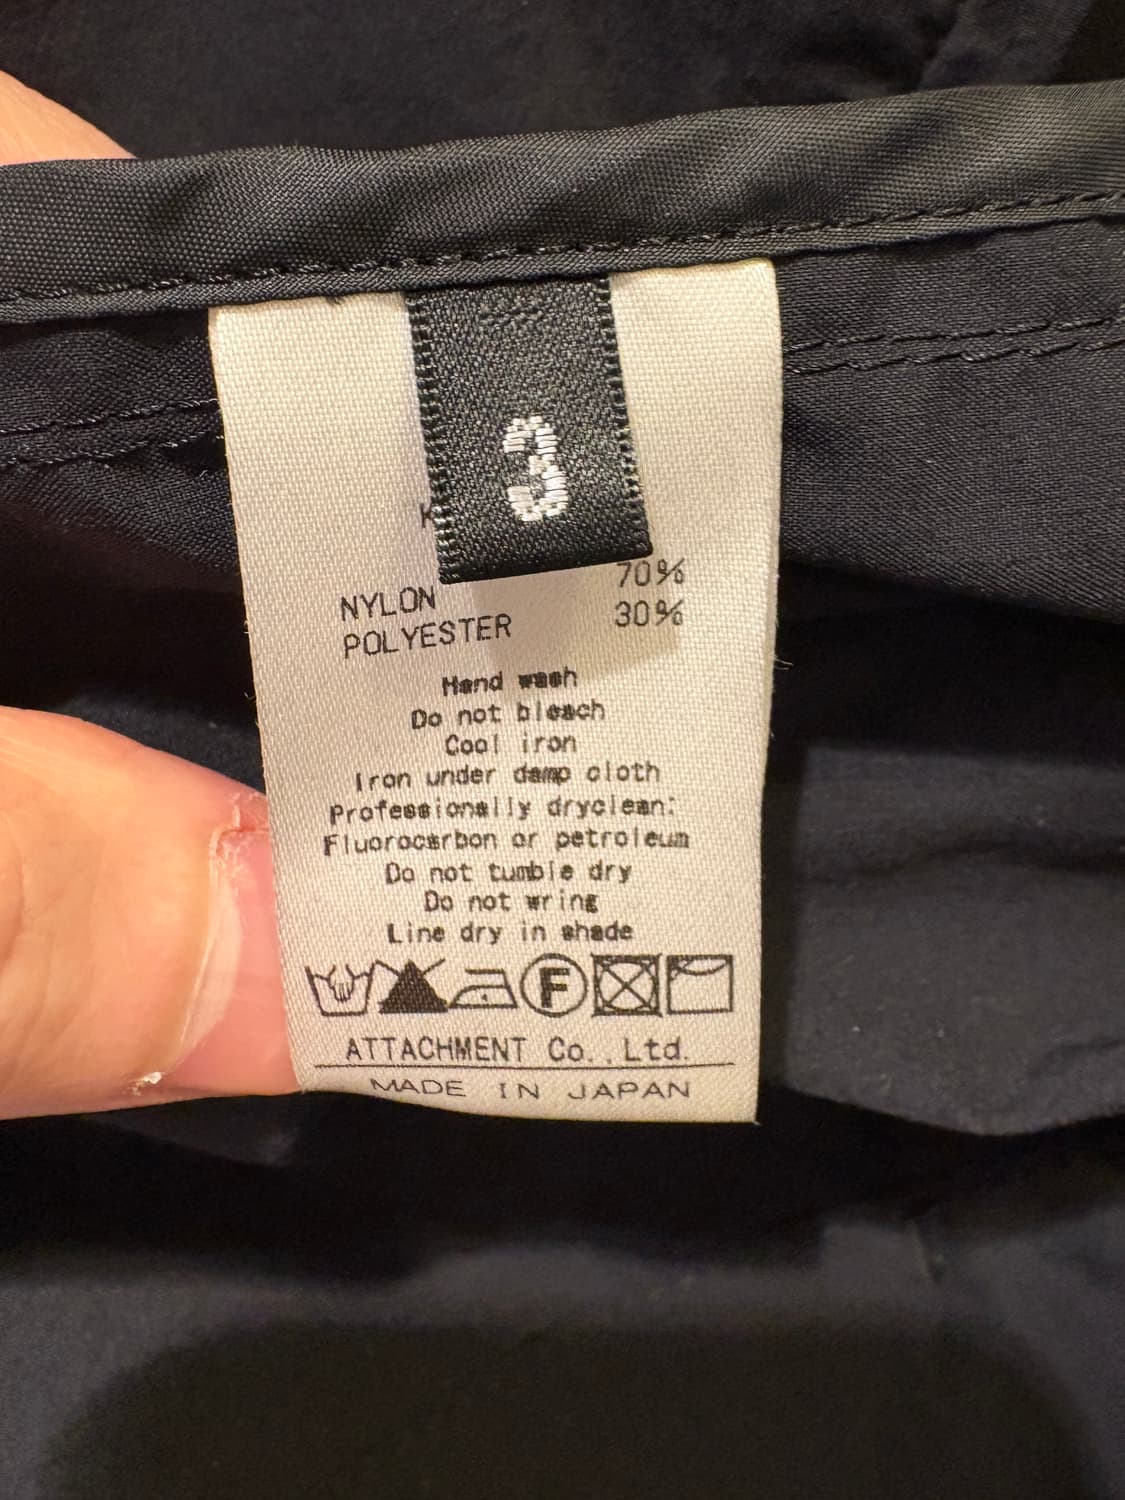 3
K
70%
NYLON
30%
POLYESTER
Hand wash
Do not bleach
Cool iron
Iron under damp cloth
Professionally dryclean:
Fluorocarbon or petroleum
Do not tumble dry
Do not wring
Line dry in shade
F
ATTACHMENT Co.,Ltd.
MADE IN JAPAN